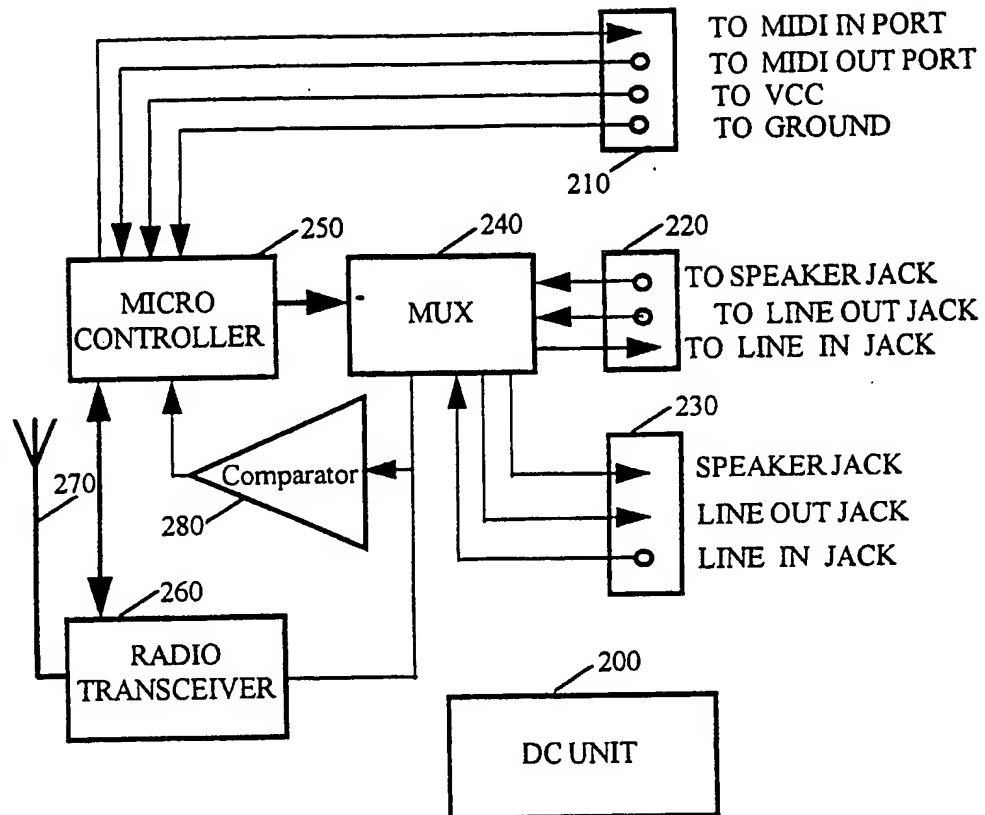 TO MIDI IN PORT
TO MIDI OUT PORT
TO VCC
TO GROUND
210
250
240
220
MICRO
CONTROLLER
MUX
TO SPEAKER JACK
TO LINE OUT JACK
TO LINE IN JACK
230
270
Comparator
280
SPEAKER JACK
LINE OUT JACK
LINE IN JACK
260
RADIO
TRANSCEIVER
200
DC UNIT